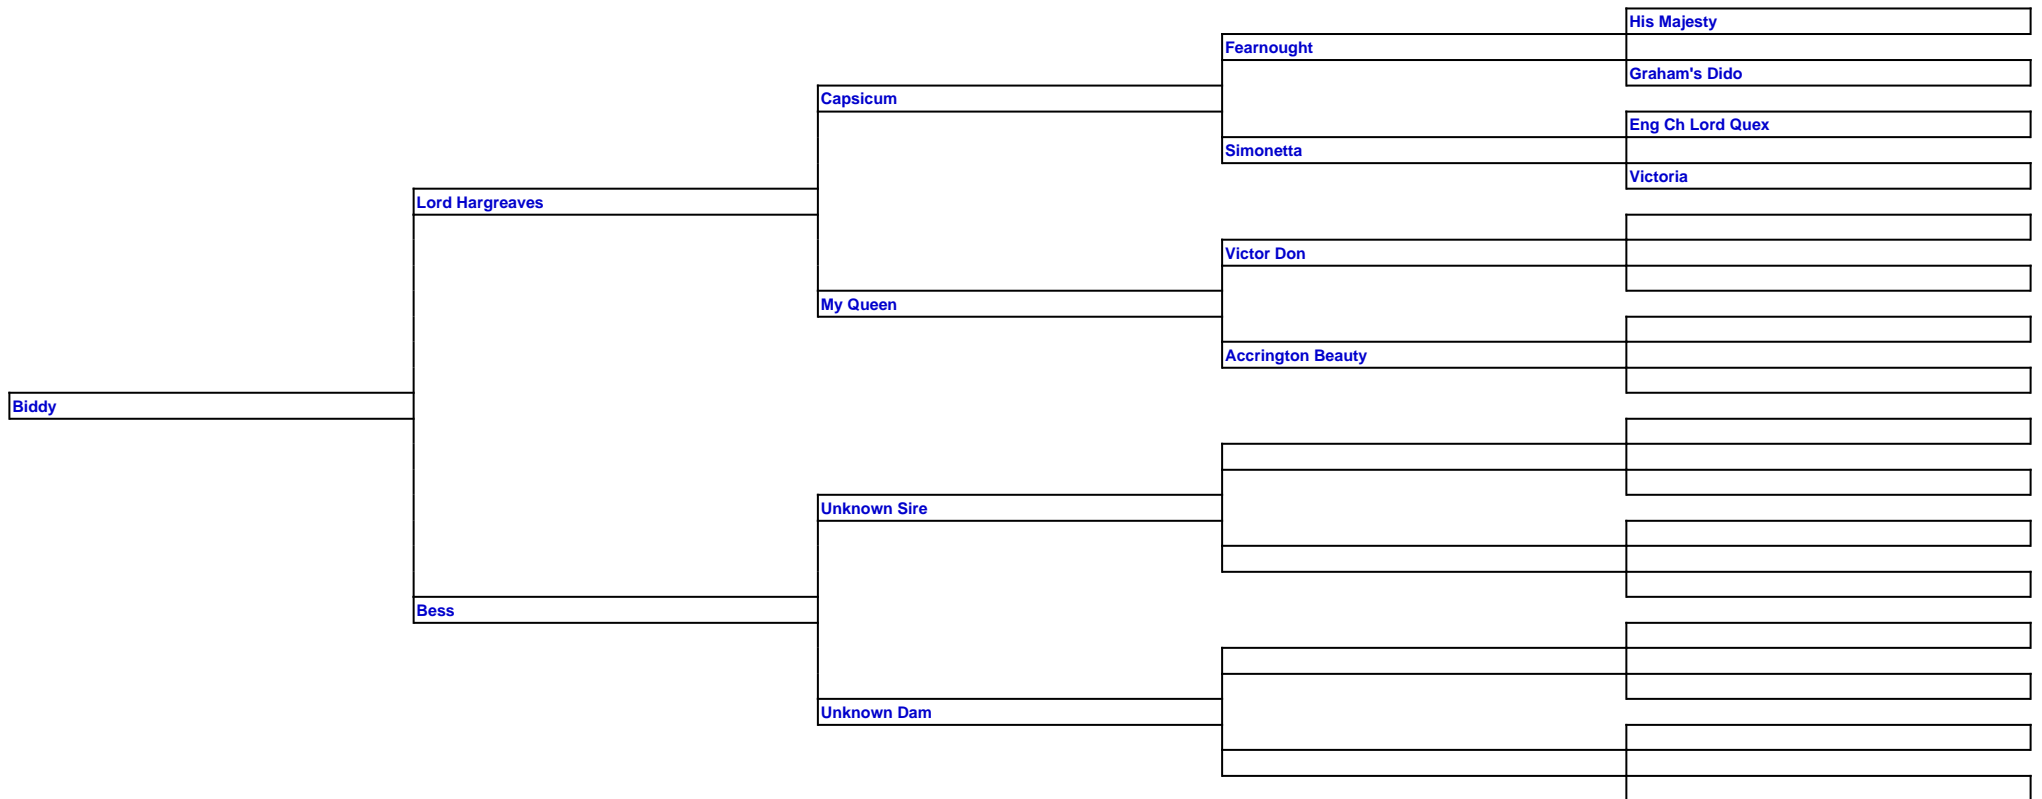 His Majesty
Fearnought
Graham's Dido
Capsicum
Eng Ch Lord Quex
Simonetta
Victoria
Lord Hargreaves
Victor Don
My Queen
Accrington Beauty
Biddy
Unknown Sire
Bess
Unknown Dam